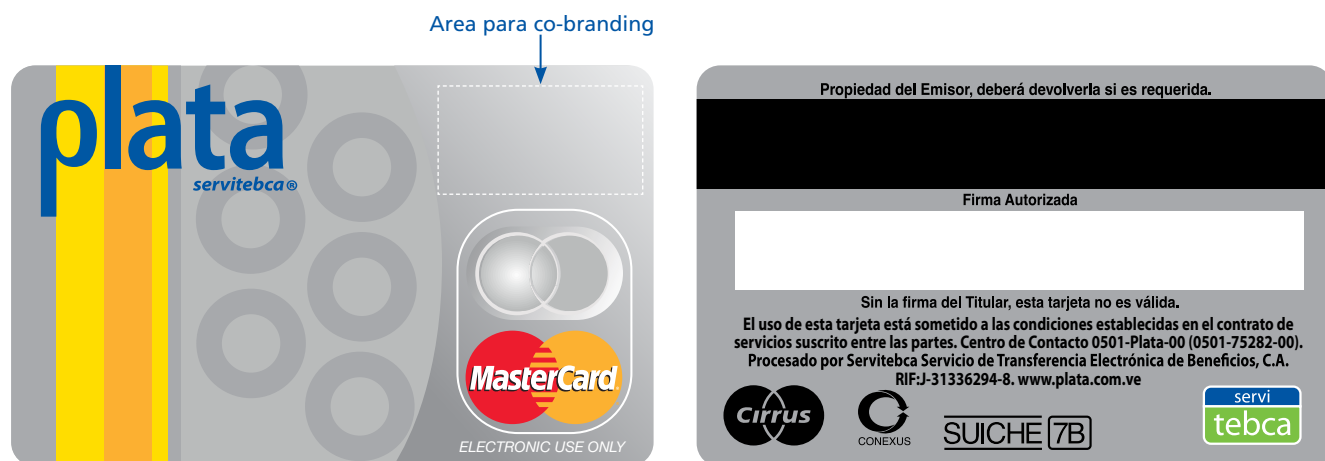 Area para co-branding
plata
servitebca®
MasterCard
ELECTRONIC USE ONLY
Propiedad del Emisor, deberá devolverla si es requerida.
Firma Autorizada
Sin la firma del Titular, esta tarjeta no es válida.
El uso de esta tarjeta está sometido a las condiciones establecidas en el contrato de
servicios suscrito entre las partes. Centro de Contacto 0501-Plata-00 (0501-75282-00).
Procesado por Servitebca Servicio de Transferencia Electrónica de Beneficios, C.A.
RIF:J-31336294-8. www.plata.com.ve
Cirrus
CONEXUS
SUICHE 7B
servi
tebca